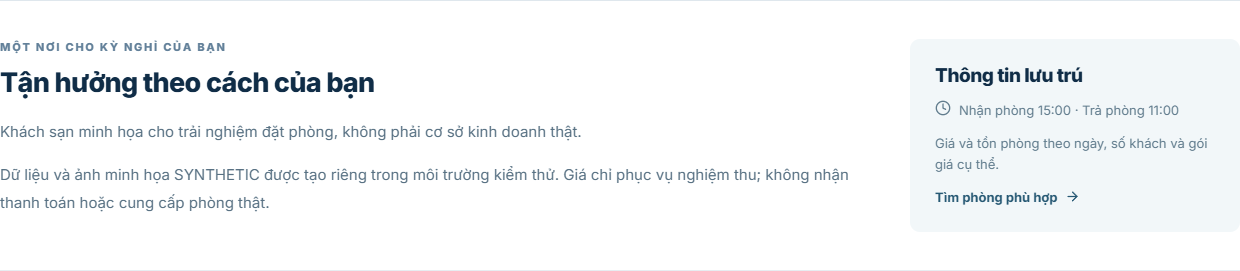 MỘT NƠI CHO KỲ NGHỈ CỦA BẠN
Tận hưởng theo cách của bạn
Khách sạn minh họa cho trải nghiệm đặt phòng, không phải cơ sở kinh doanh thật.
Dữ liệu và ảnh minh họa SYNTHETIC được tạo riêng trong môi trường kiểm thử. Giá chỉ phục vụ nghiệm thu; không nhận
thanh toán hoặc cung cấp phòng thật.
Thông tin lưu trú
Nhận phòng 15:00 · Trả phòng 11:00
Giá và tồn phòng theo ngày, số khách và gói
giá cụ thể.
Tìm phòng phù hợp →